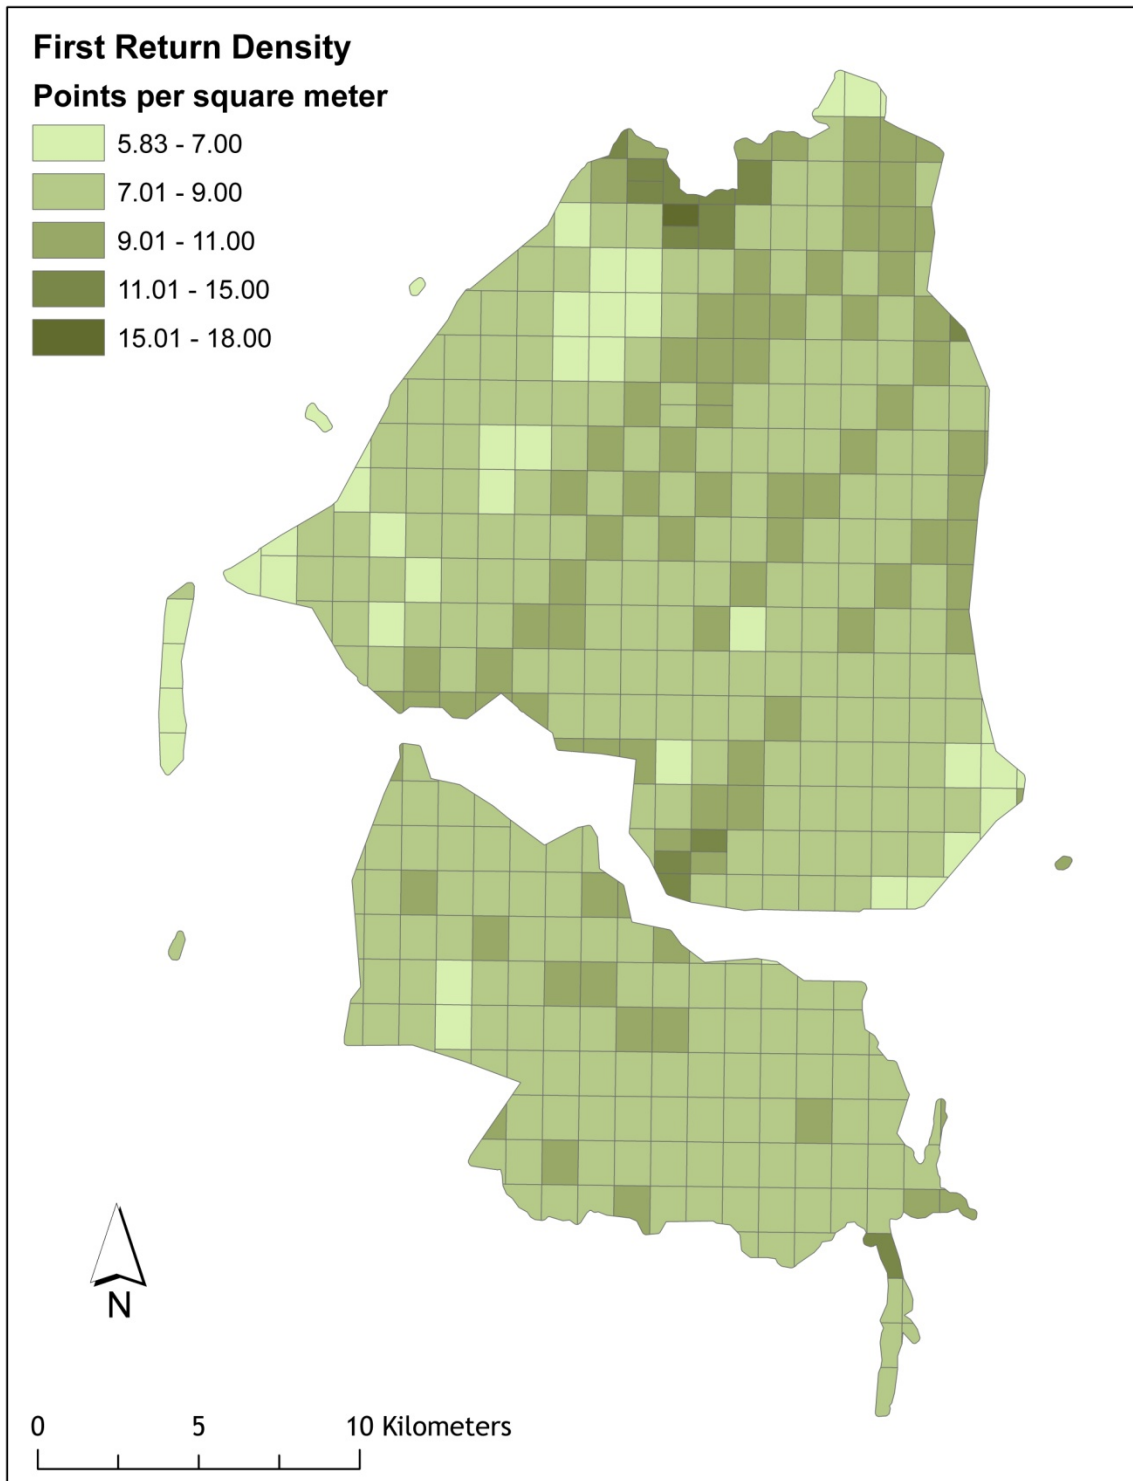 First Return Density
Points per square meter
5.83 - 7.00
7.01 - 9.00
9.01 - 11.00
11.01 - 15.00
15.01 - 18.00
N
0 5 10 Kilometers